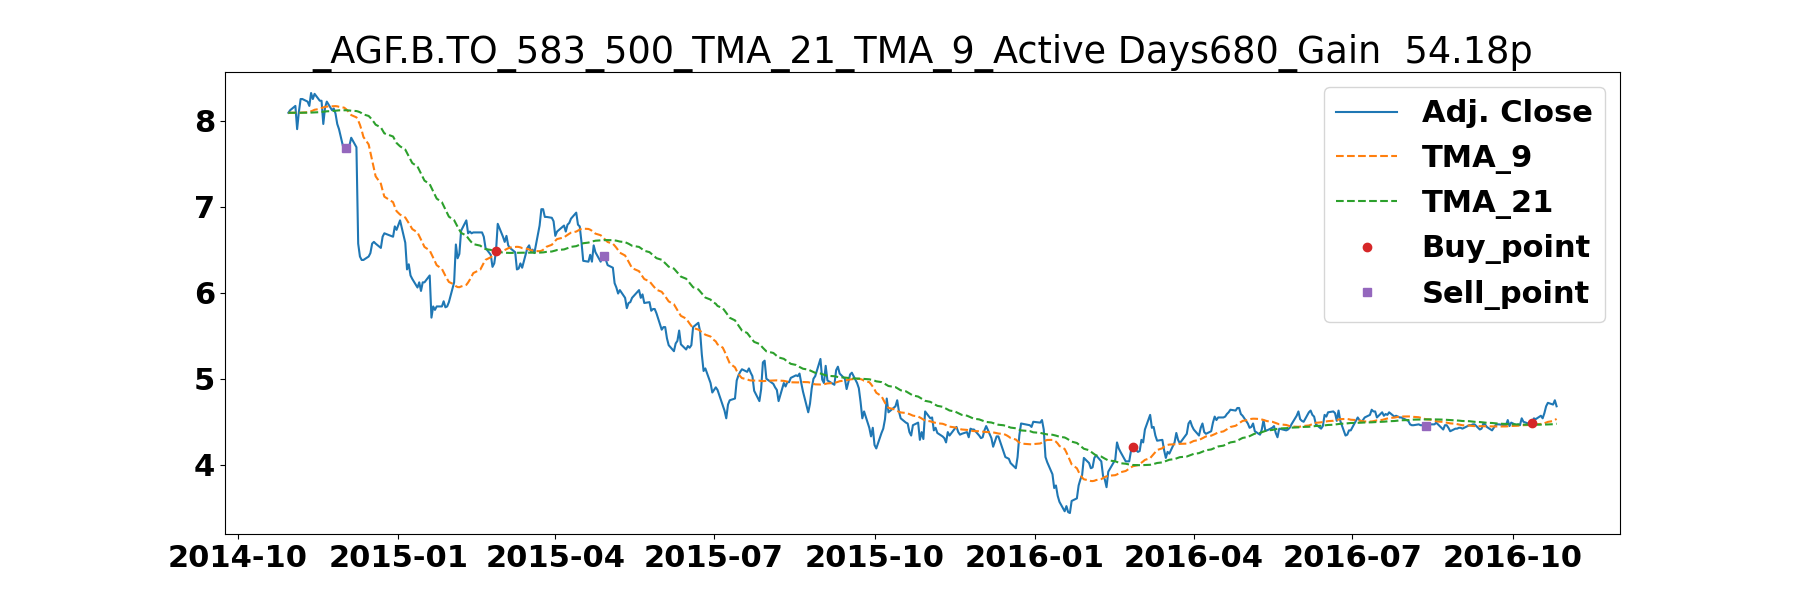 _AGF.B.TO_583_500_TMA_21_TMA_9_Active Days680_Gain  54.18p
Adj. Close
TMA_9
TMA_21
Buy_point
Sell_point
8
7
6
5
4
2014-10 2015-01 2015-04 2015-07 2015-10 2016-01 2016-04 2016-07 2016-10